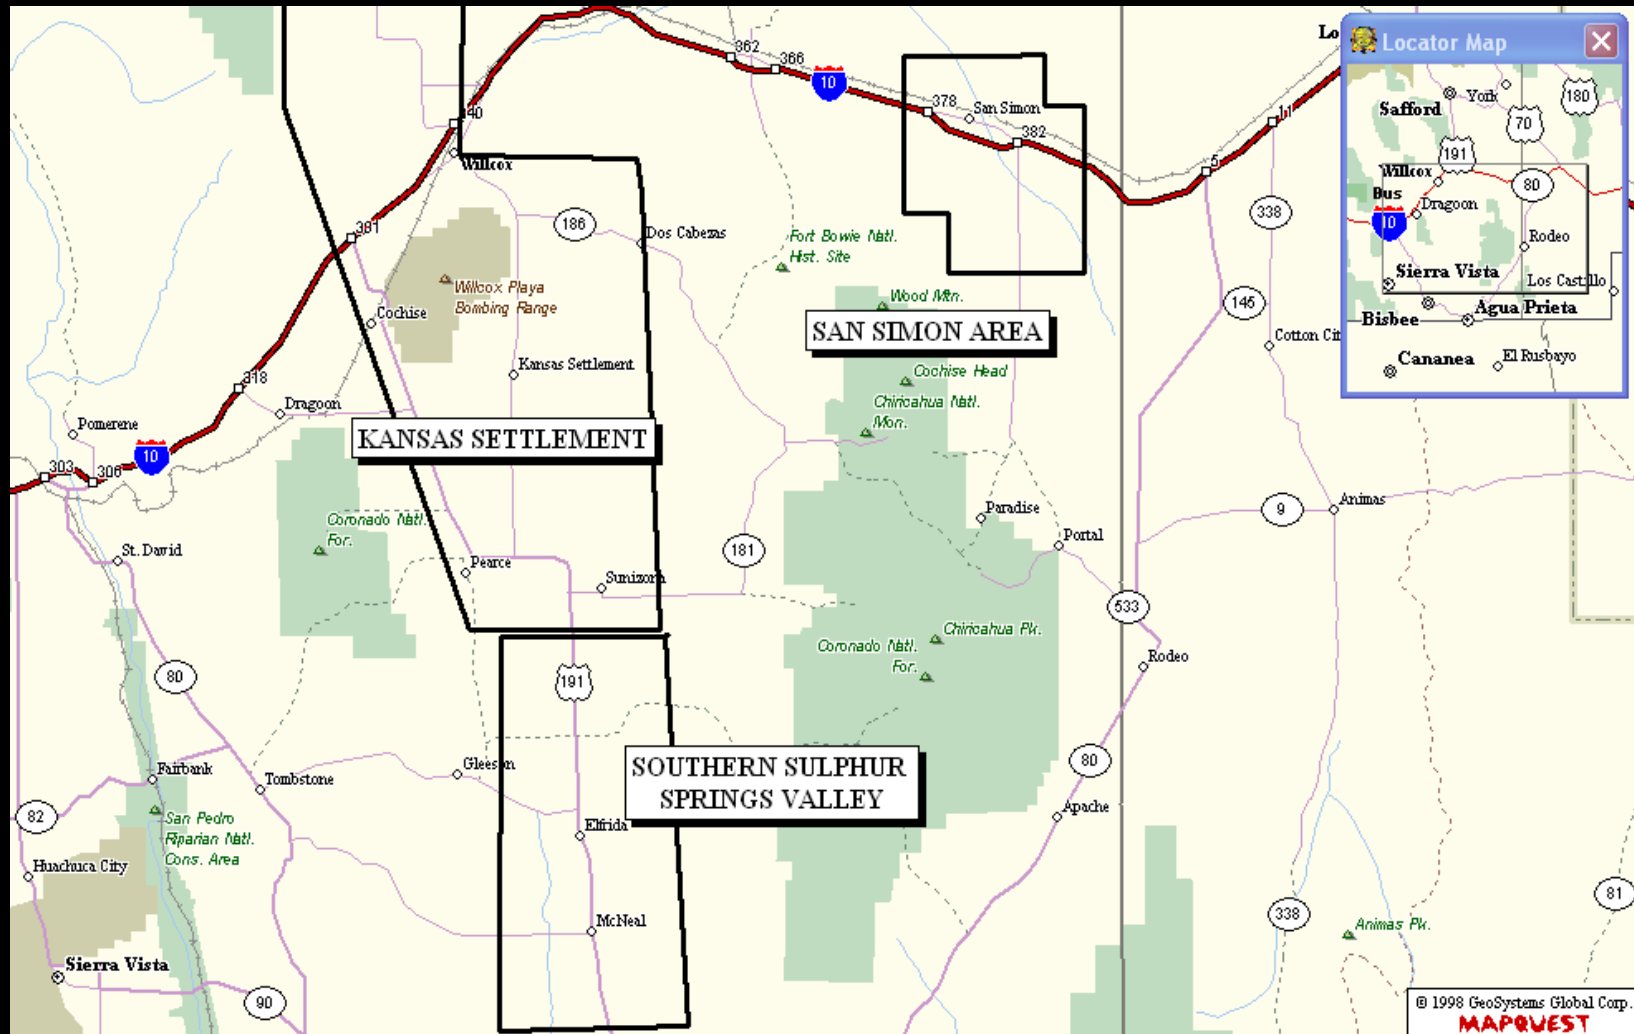 362
366
10
378
San Simon
382
Lo
11
5
40
Willcox
186
Dos Cabezas
Fort Bowie Natl.
Hist. Site
338
Willcox Playa
Bombing Range
Cochise
Wood Mtn.
145
SAN SIMON AREA
Cotton Cit
Kansas Settlement
Cochise Head
318
Dragoon
Chiricahua Natl.
Mon.
Pomerene
KANSAS SETTLEMENT
10
303
306
Animas
Paradise
9
Coronado Natl.
For.
Portal
St. David
181
Pearce
Sunizona
533
Chiricahua Pk.
Coronado Natl.
For.
Rodeo
80
191
Gleeson
SOUTHERN SULPHUR
SPRINGS VALLEY
80
Fairbank
Tombstone
Apache
82
San Pedro
Riparian Natl.
Cons. Area
Elfrida
Huachuca City
81
338
McNeal
Animas Pk.
Sierra Vista
90
Locator Map
Safford
York
180
70
191
Willcox
80
Bus
10
Dragoon
Rodeo
Sierra Vista
Los Castillo
Bisbee
Agua Prieta
Cananea
El Rusbayo
© 1998 GeoSystems Global Corp.
MAPQUEST